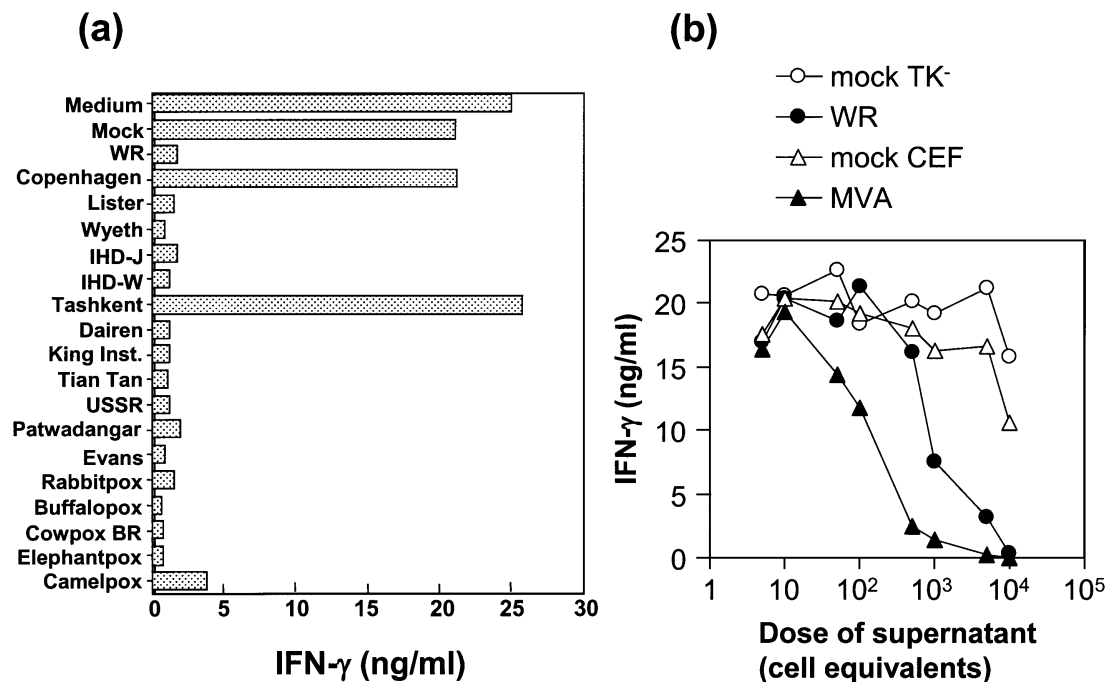 (a)
Medium
Mock
WR
Copenhagen
Lister
Wyeth
IHD-J
IHD-W
Tashkent
Dairen
King Inst.
Tian Tan
USSR
Patwadangar
Evans
Rabbitpox
Buffalopox
Cowpox BR
Elephantpox
Camelpox
0 5 10 15 20 25 30
IFN-γ (ng/ml)
(b)
mock TK⁻
WR
mock CEF
MVA
IFN-γ (ng/ml)
25
20
15
10
5
0
1 10 10² 10³ 10⁴ 10⁵
Dose of supernatant
(cell equivalents)